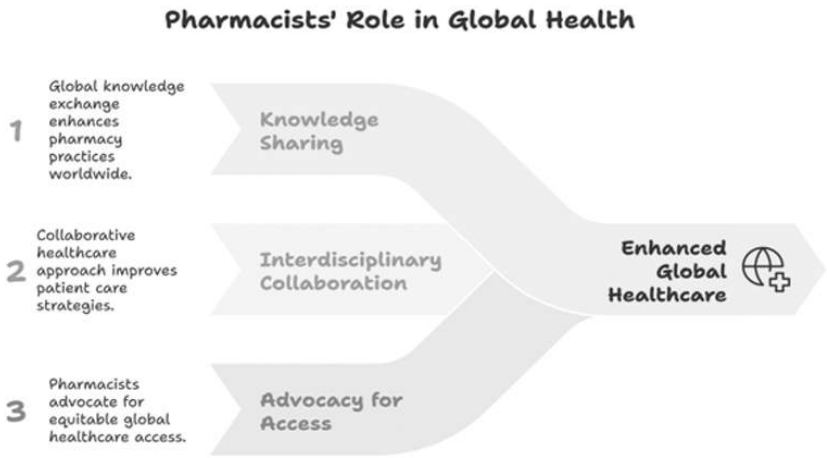 Pharmacists' Role in Global Health
1
Global knowledge
exchange
enhances
pharmacy
practices
worldwide.
Knowledge
Sharing
2
Collaborative
healthcare
approach improves
patient care
strategies.
Interdisciplinary
Collaboration
3
Pharmacists
advocate for
equitable global
healthcare access.
Advocacy for
Access
Enhanced
Global
Healthcare